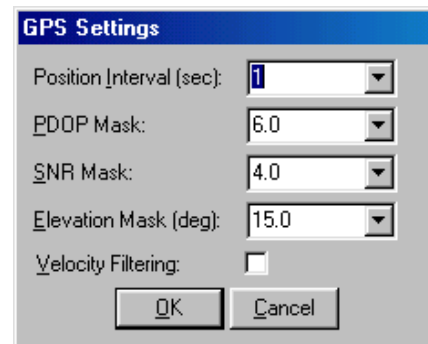 GPS Settings
Position Interval (sec): 1
PDOP Mask: 6.0
SNR Mask: 4.0
Elevation Mask (deg): 15.0
Velocity Filtering:
OK Cancel